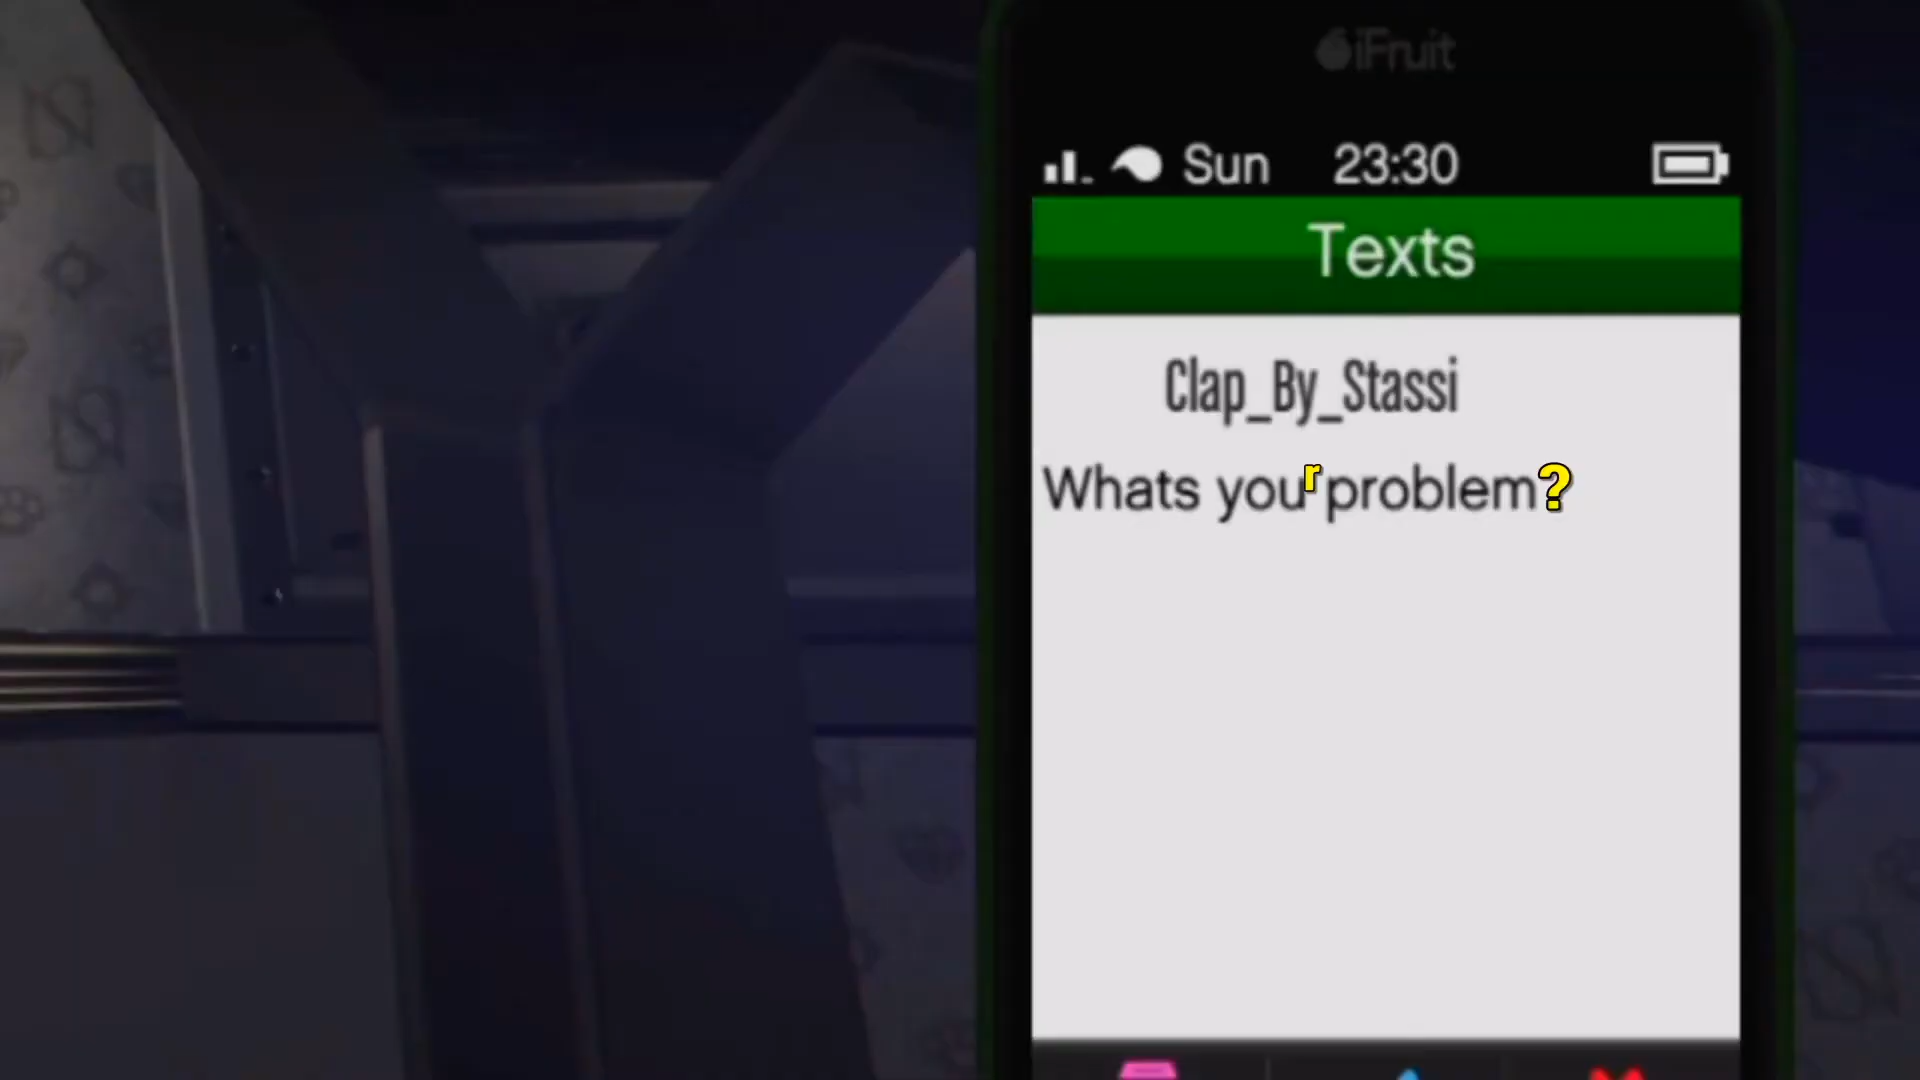 iFruit
Sun 23:30
Texts
Clap_By_Stassi
Whats your problem?